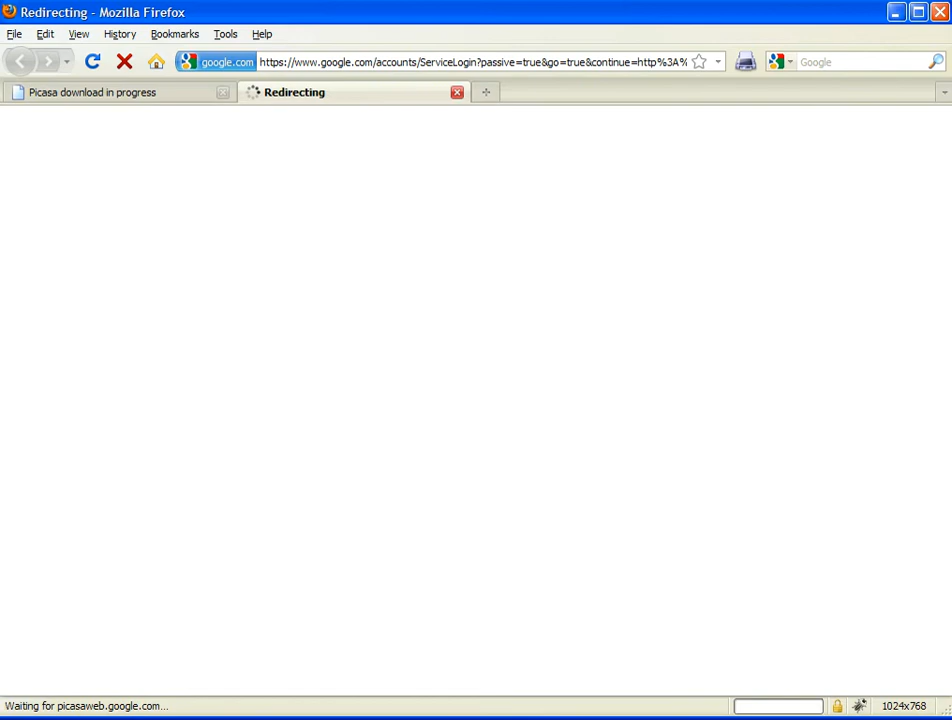 Redirecting - Mozilla Firefox
File Edit View History Bookmarks Tools Help
google.com https://www.google.com/accounts/ServiceLogin?passive=true&go=true&continue=http%3A% Google
Picasa download in progress Redirecting
Waiting for picasaweb.google.com... 1024x768